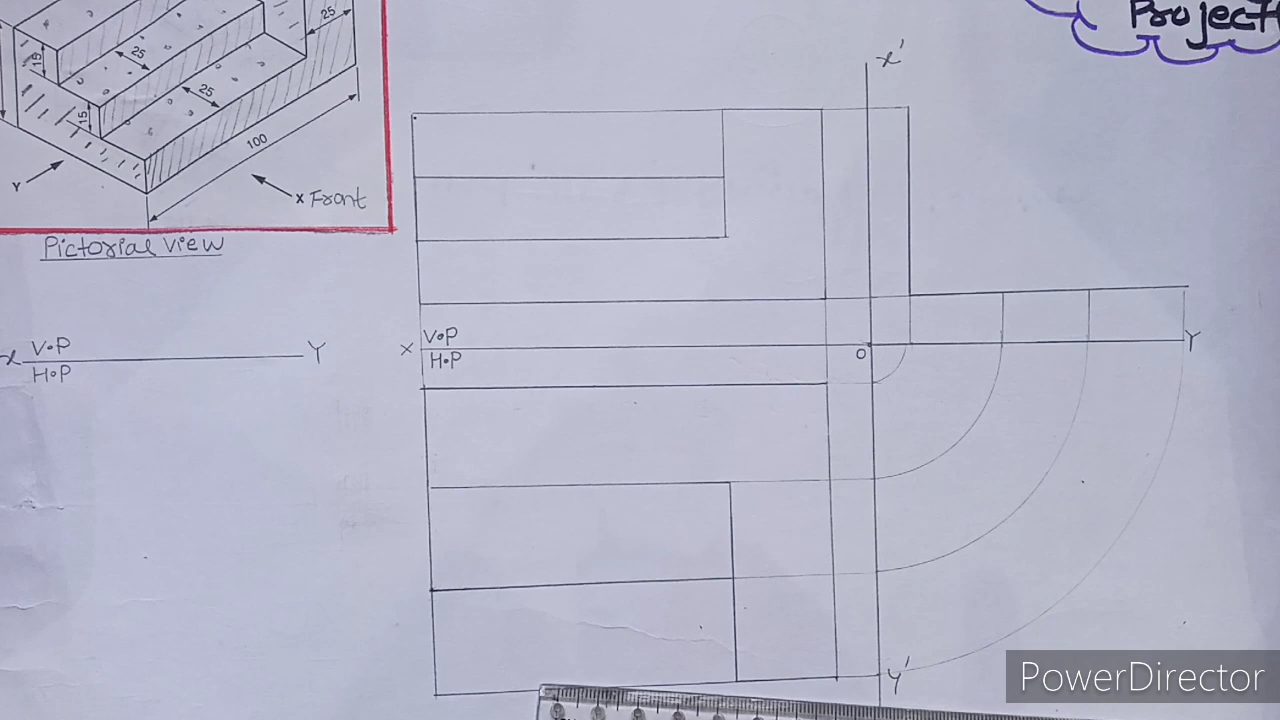 Project
25
15
25
25
15
100
Y
X Front
Pictorial View
X V.P Y
H.P
X'
X V.P Y
H.P
O
Y'
PowerDirector